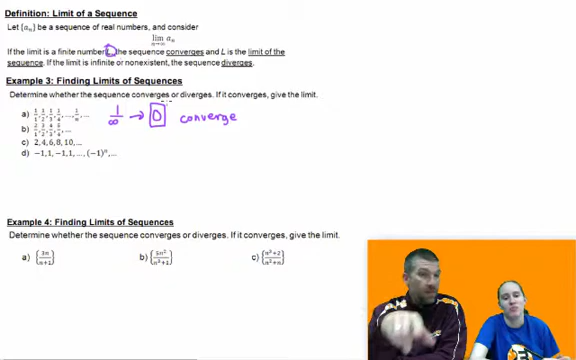 Definition: Limit of a Sequence
Let {aₙ} be a sequence of real numbers, and consider
lim aₙ
n→∞
If the limit is a finite number L, the sequence converges and L is the limit of the
sequence. If the limit is infinite or nonexistent, the sequence diverges.
Example 3: Finding Limits of Sequences
Determine whether the sequence converges or diverges. If it converges, give the limit.
a) 1/1, 1/2, 1/3, 1/4, ..., 1/n, ... 1/∞ → 0 converge
b) 2/1, 3/2, 4/3, 5/4, ...
c) 2, 4, 6, 8, 10, ...
d) −1, 1, −1, 1, ..., (−1)ⁿ, ...
Example 4: Finding Limits of Sequences
Determine whether the sequence converges or diverges. If it converges, give the limit.
a) {3n/(n+1)} b) {5n²/(n³+1)} c) {(n³+2)/(n²+n)}